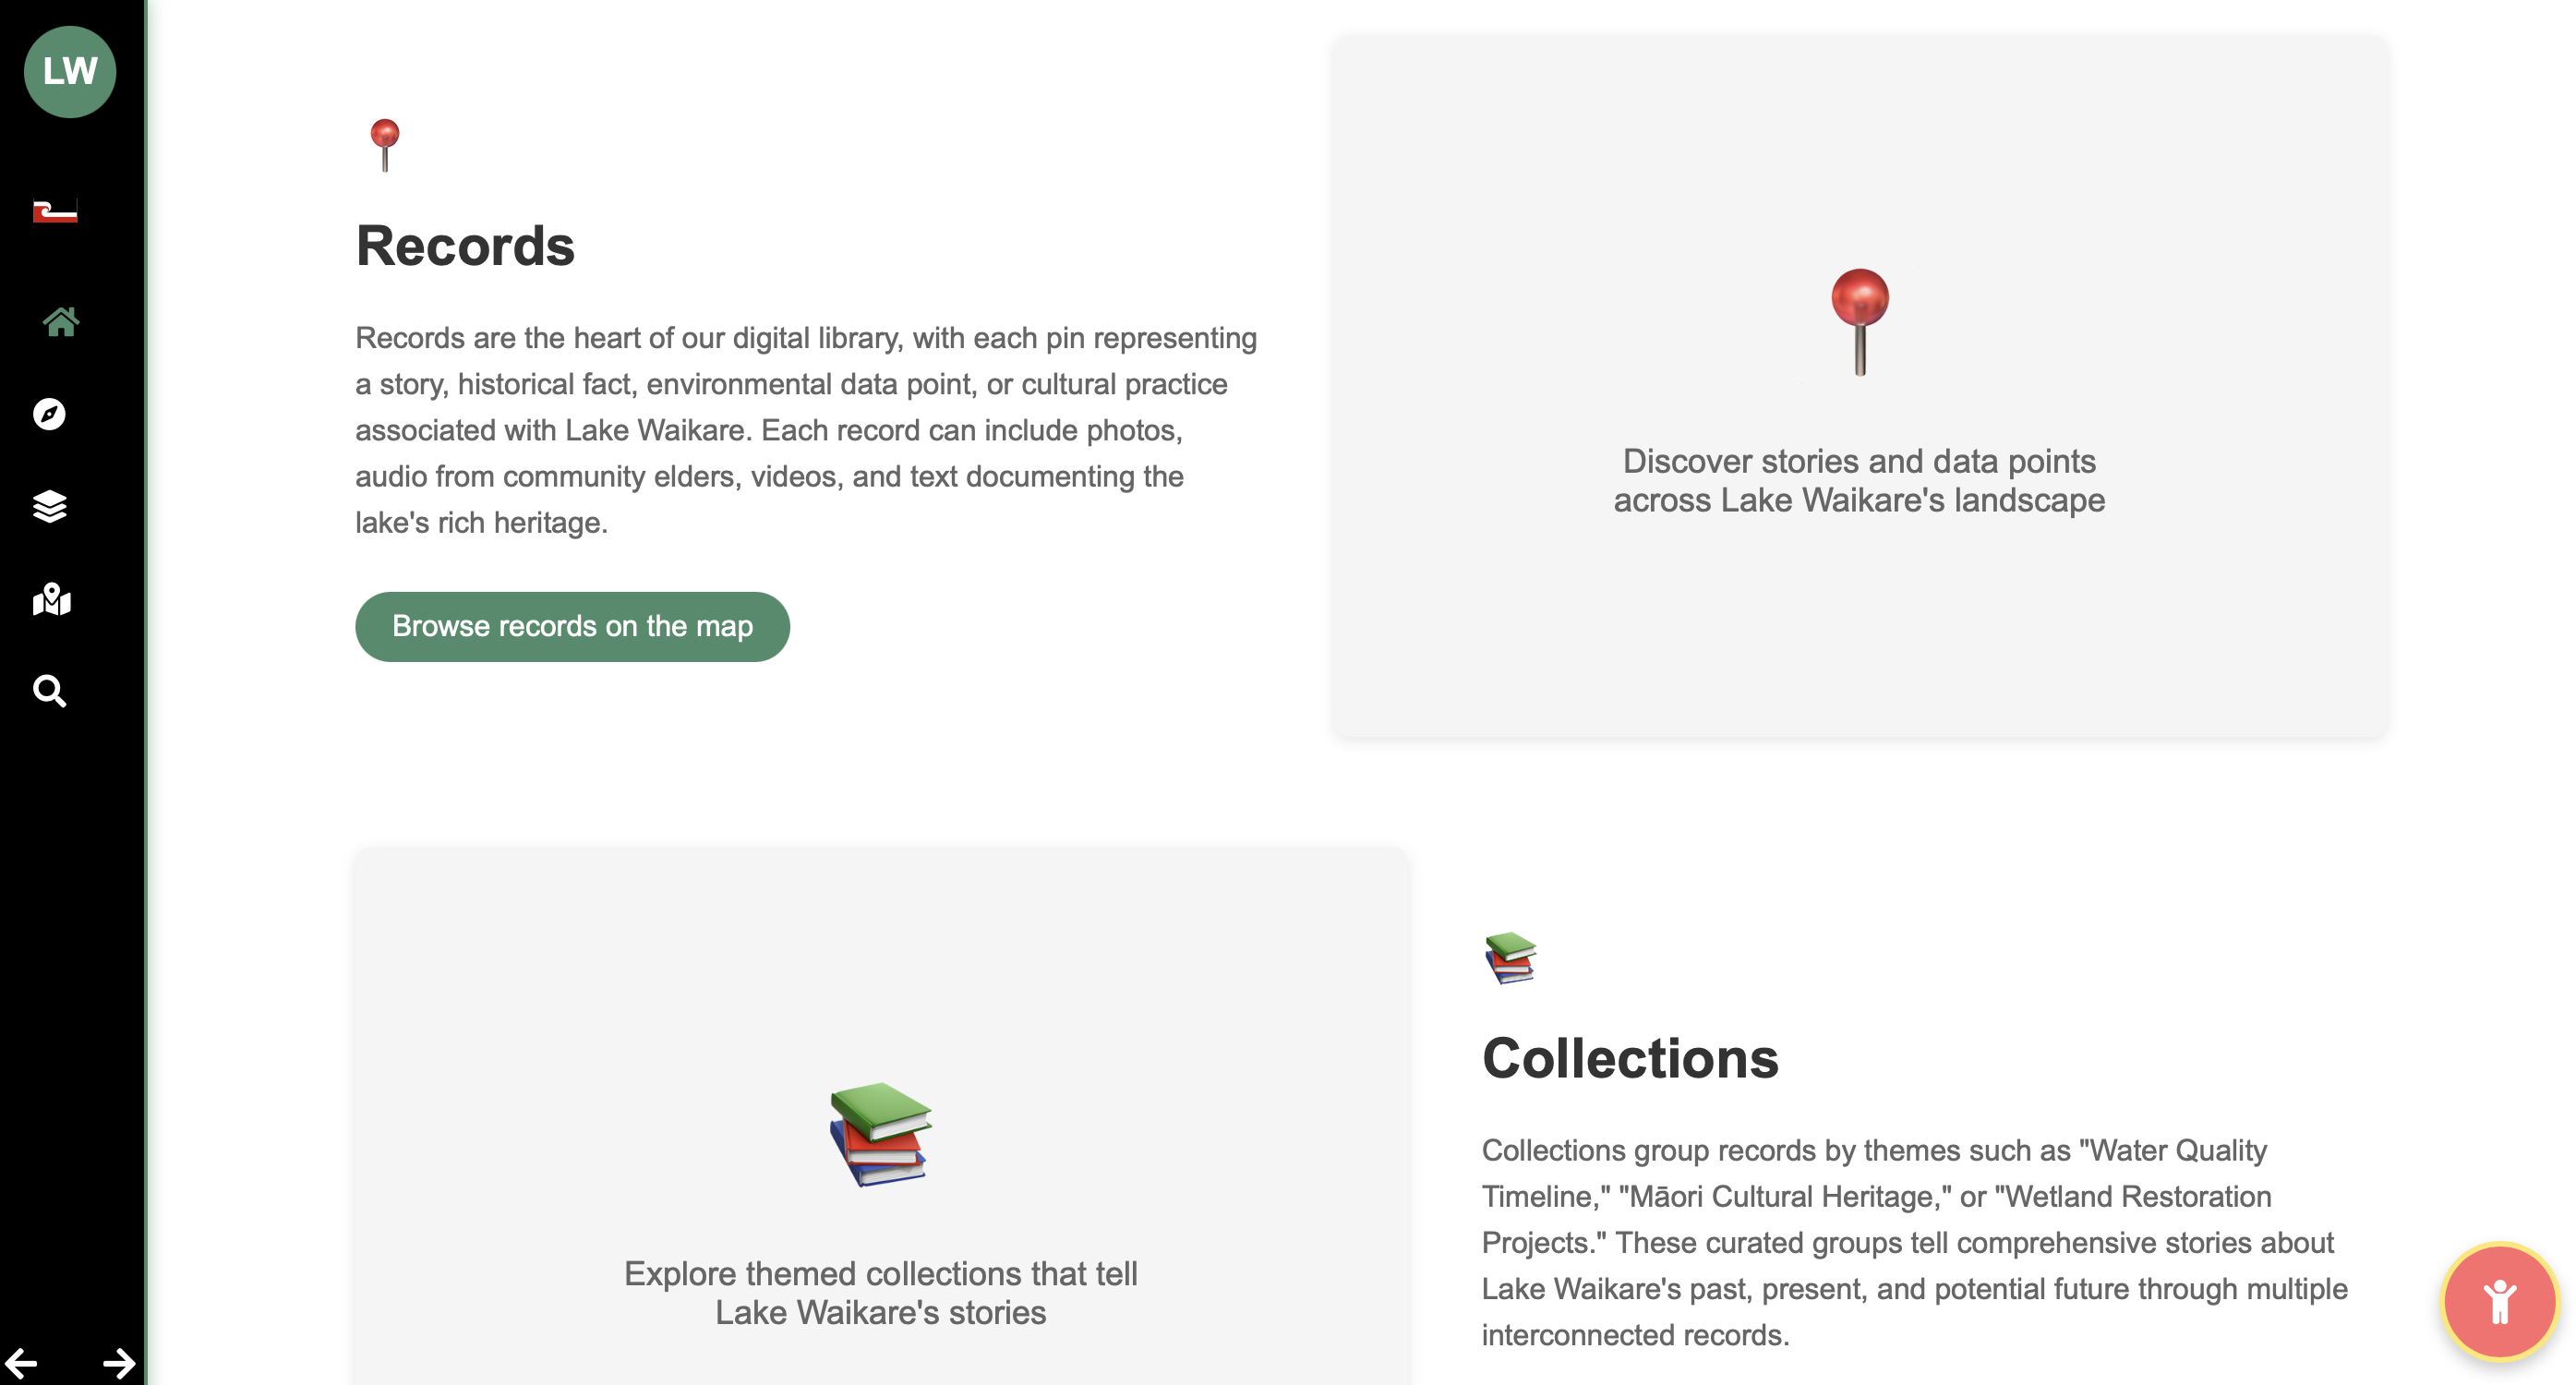 LW
Records
Records are the heart of our digital library, with each pin representing
a story, historical fact, environmental data point, or cultural practice
associated with Lake Waikare. Each record can include photos,
audio from community elders, videos, and text documenting the
lake's rich heritage.
Browse records on the map
Discover stories and data points
across Lake Waikare's landscape
Explore themed collections that tell
Lake Waikare's stories
Collections
Collections group records by themes such as "Water Quality
Timeline," "Māori Cultural Heritage," or "Wetland Restoration
Projects." These curated groups tell comprehensive stories about
Lake Waikare's past, present, and potential future through multiple
interconnected records.